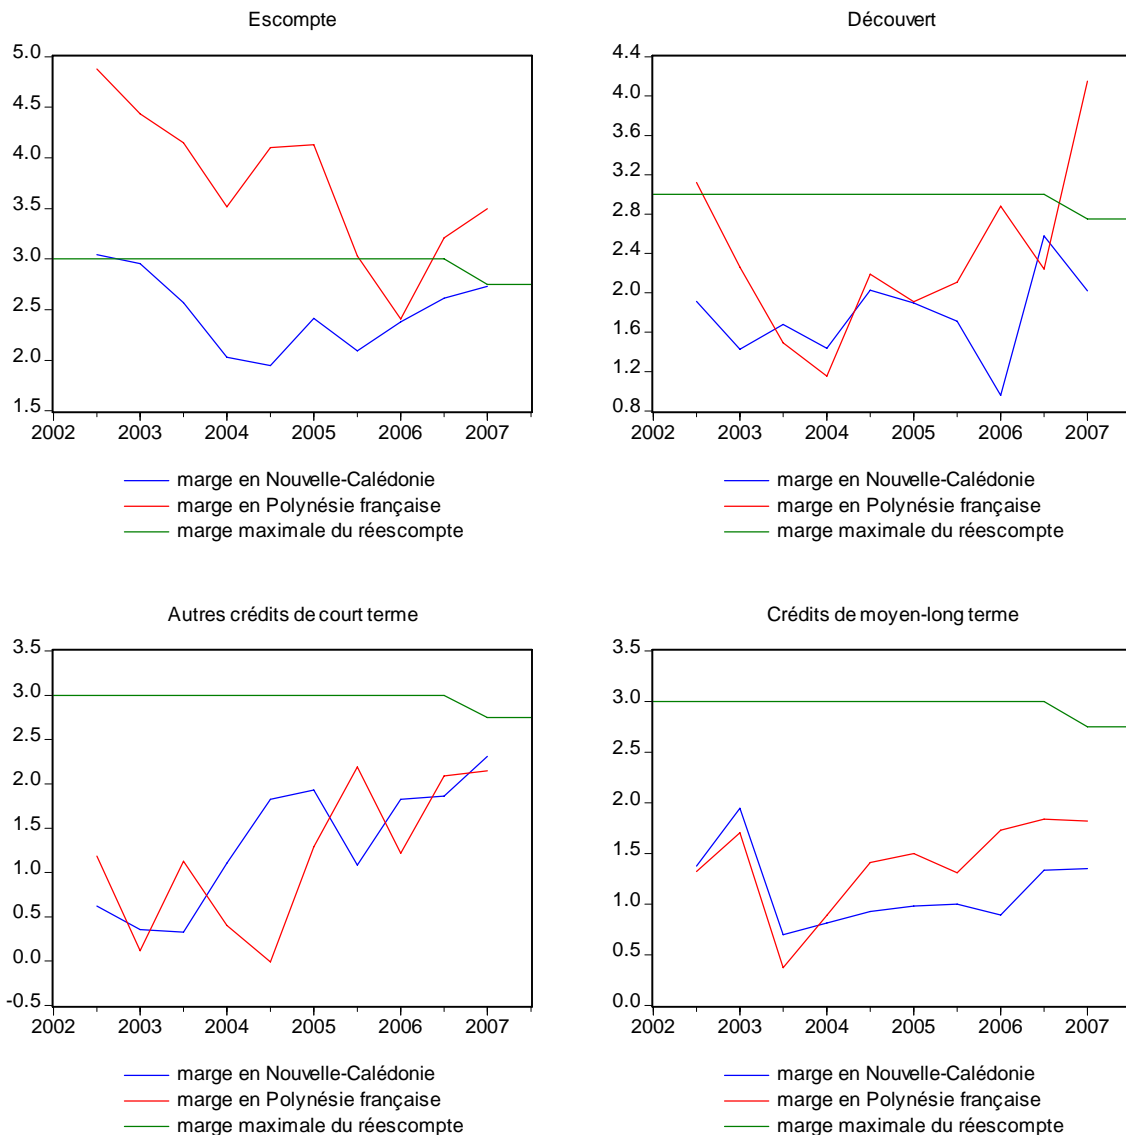 Escompte
5.0
4.5
4.0
3.5
3.0
2.5
2.0
1.5
2002 2003 2004 2005 2006 2007
marge en Nouvelle-Calédonie
marge en Polynésie française
marge maximale du réescompte
Découvert
4.4
4.0
3.6
3.2
2.8
2.4
2.0
1.6
1.2
0.8
2002 2003 2004 2005 2006 2007
marge en Nouvelle-Calédonie
marge en Polynésie française
marge maximale du réescompte
Autres crédits de court terme
3.5
3.0
2.5
2.0
1.5
1.0
0.5
0.0
-0.5
2002 2003 2004 2005 2006 2007
marge en Nouvelle-Calédonie
marge en Polynésie française
marge maximale du réescompte
Crédits de moyen-long terme
3.5
3.0
2.5
2.0
1.5
1.0
0.5
0.0
2002 2003 2004 2005 2006 2007
marge en Nouvelle-Calédonie
marge en Polynésie française
marge maximale du réescompte